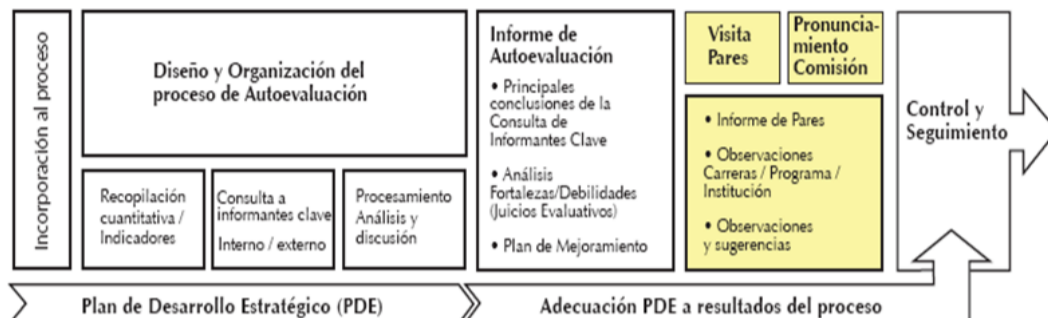 Incorporación al proceso
Diseño y Organización del
proceso de Autoevaluación
Recopilación
cuantitativa /
Indicadores
Consulta a
informantes clave
Interno / externo
Procesamiento
Análisis y
discusión
Informe de
Autoevaluación
• Principales
conclusiones de la
Consulta de
Informantes Clave
• Análisis
Fortalezas/Debilidades
(Juicios Evaluativos)
• Plan de Mejoramiento
Visita
Pares
Pronuncia-
miento
Comisión
• Informe de Pares
• Observaciones
Carreras / Programa /
Institución
• Observaciones
y sugerencias
Control y
Seguimiento
Plan de Desarrollo Estratégico (PDE)
Adecuación PDE a resultados del proceso